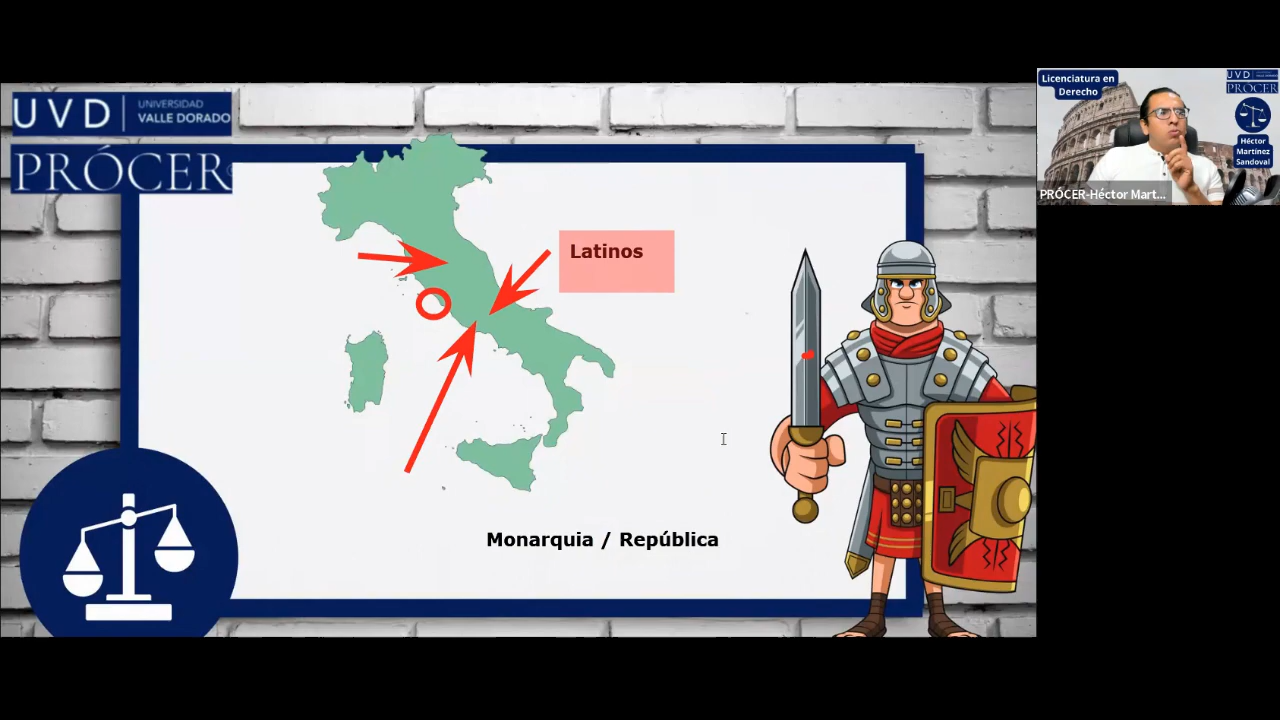 UVD
UNIVERSIDAD
VALLE DORADO
PRÓCER
Latinos
Monarquia / República
Licenciatura en
Derecho
UVD
PRÓCER
Héctor
Martínez
Sandoval
PRÓCER-Héctor Mart...